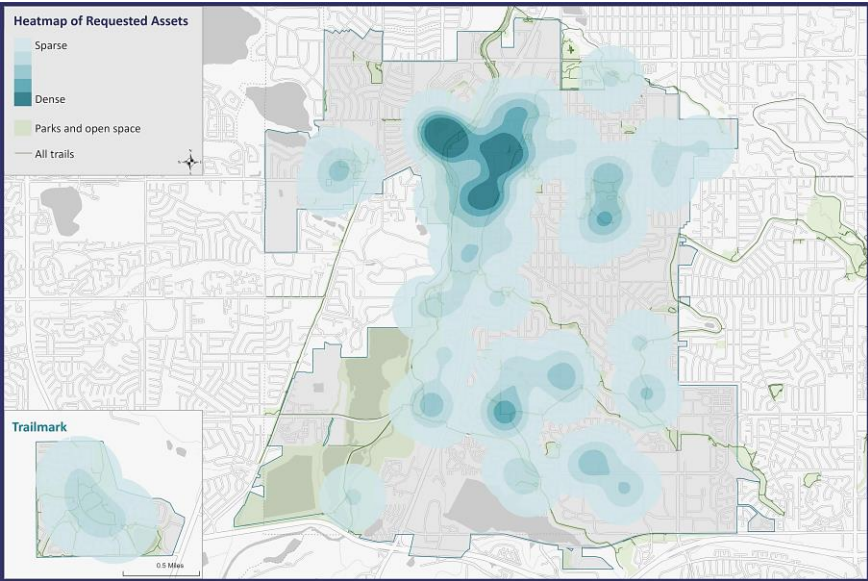 Heatmap of Requested Assets
Sparse
Dense
Parks and open space
All trails
Trailmark
0.5 Miles